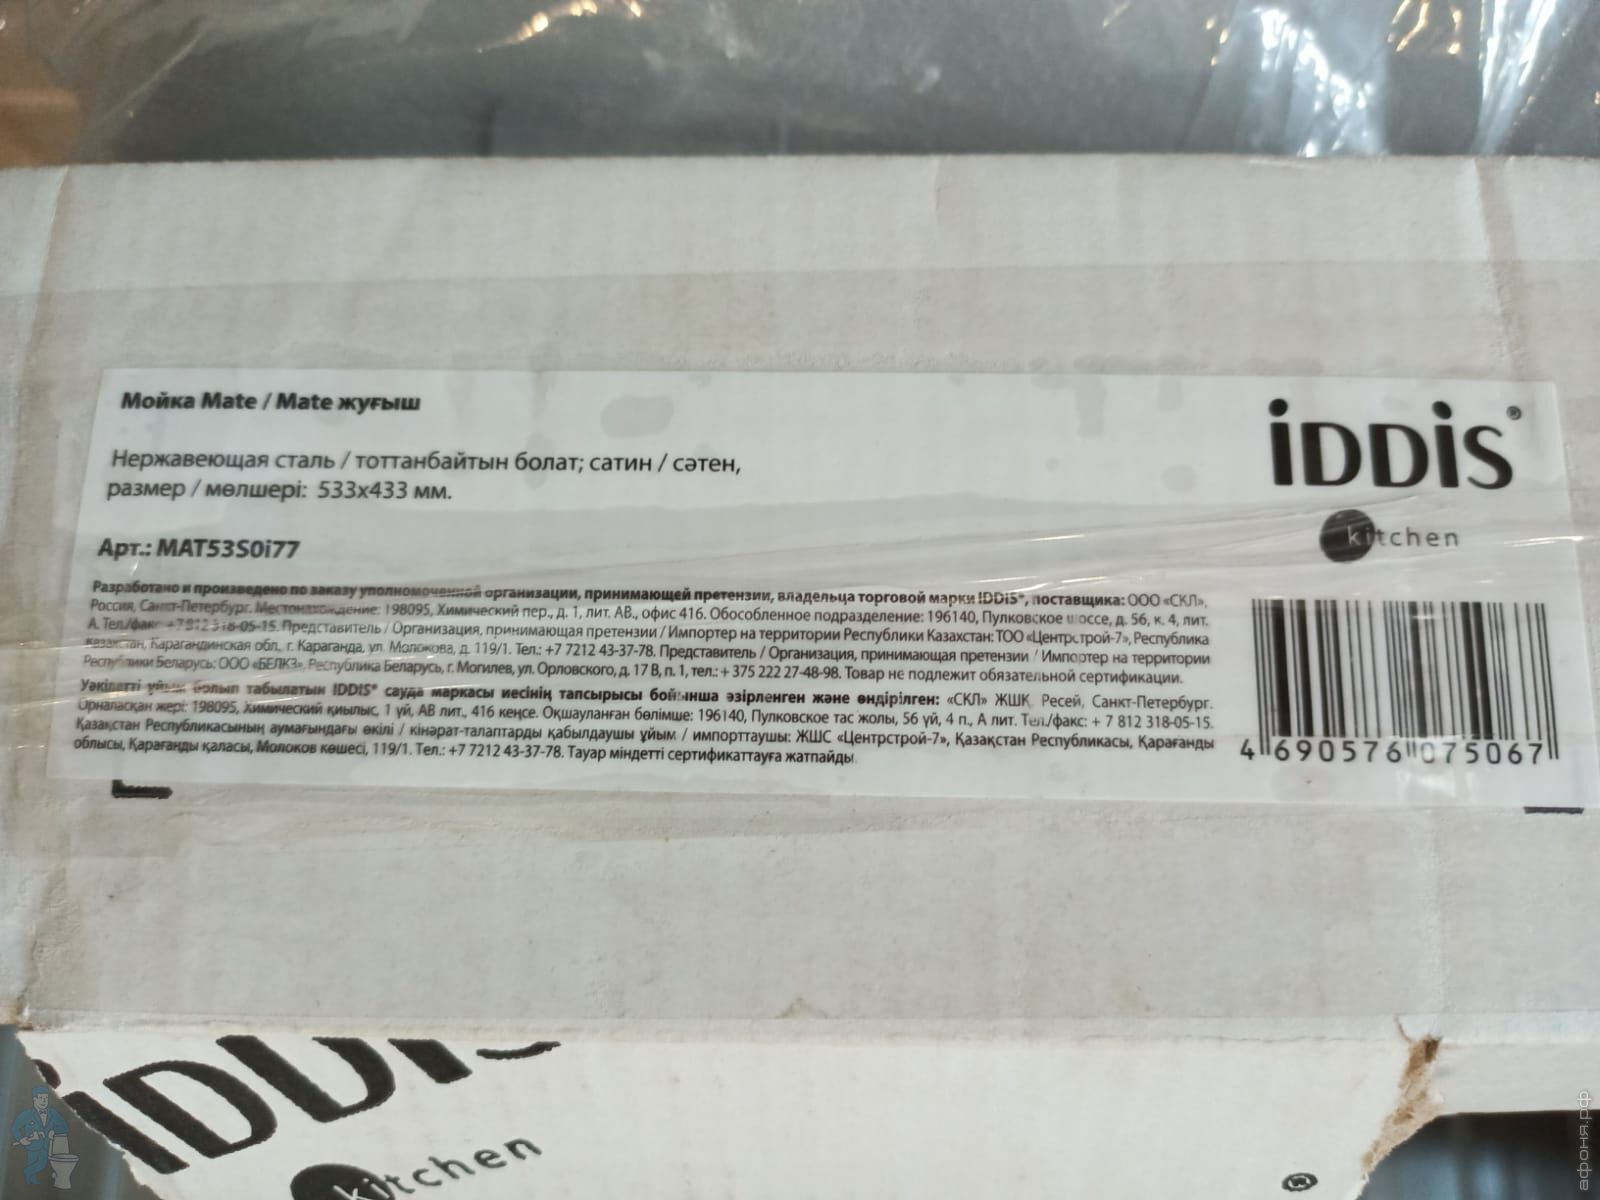 Мойка Mate / Mate жуғыш
Нержавеющая сталь / тоттанбайтын болат; сатин / сәтен,
размер / мөлшері: 533x433 мм.
Арт.: MAT53S0i77
Разработано и произведено по заказу уполномоченной организации, принимающей претензии, владельца торговой марки IDDIS®, поставщика: ООО «СКЛ»,
Россия, Санкт-Петербург. Местонахождение: 198095, Химический пер., д. 1, лит. АВ., офис 416. Обособленное подразделение: 196140, Пулковское шоссе, д. 56, к. 4, лит.
А. Тел./факс +7 812 318-05-15. Представитель / Организация, принимающая претензии / Импортер на территории Республики Казахстан: ТОО «Центрстрой-7», Республика
Казахстан, Карагандинская обл., г. Караганда, ул. Молокова, д. 119/1. Тел.: +7 7212 43-37-78. Представитель / Организация, принимающая претензии / Импортер на территории
Республики Беларусь: ООО «БЕЛКЗ», Республика Беларусь, г. Могилев, ул. Орловского, д. 17 В, п. 1, тел.: + 375 222 27-48-98. Товар не подлежит обязательной сертификации.
Уәкілетті ұйым болып табылатын IDDIS® сауда маркасы иесінің тапсырысы бойынша әзірленген және өндірілген: «СКЛ» ЖШҚ, Ресей, Санкт-Петербург.
Орналасқан жері: 198095, Химический қиылыс, 1 үй, АВ лит., 416 кеңсе. Оқшауланған бөлімше: 196140, Пулковское тас жолы, 56 үй, 4 п., А лит. Тел./факс: + 7 812 318-05-15.
Қазақстан Республикасының аумағындағы өкілі / кінәрат-талаптарды қабылдаушы ұйым / импорттаушы: ЖШС «Центрстрой-7», Қазақстан Республикасы, Қарағанды
облысы, Қарағанды қаласы, Молоков көшесі, 119/1. Тел.: +7 7212 43-37-78. Тауар міндетті сертификаттауға жатпайды.
iDDiS®
kitchen
4 690576 075067
iDDiS
kitchen
афоня.рф